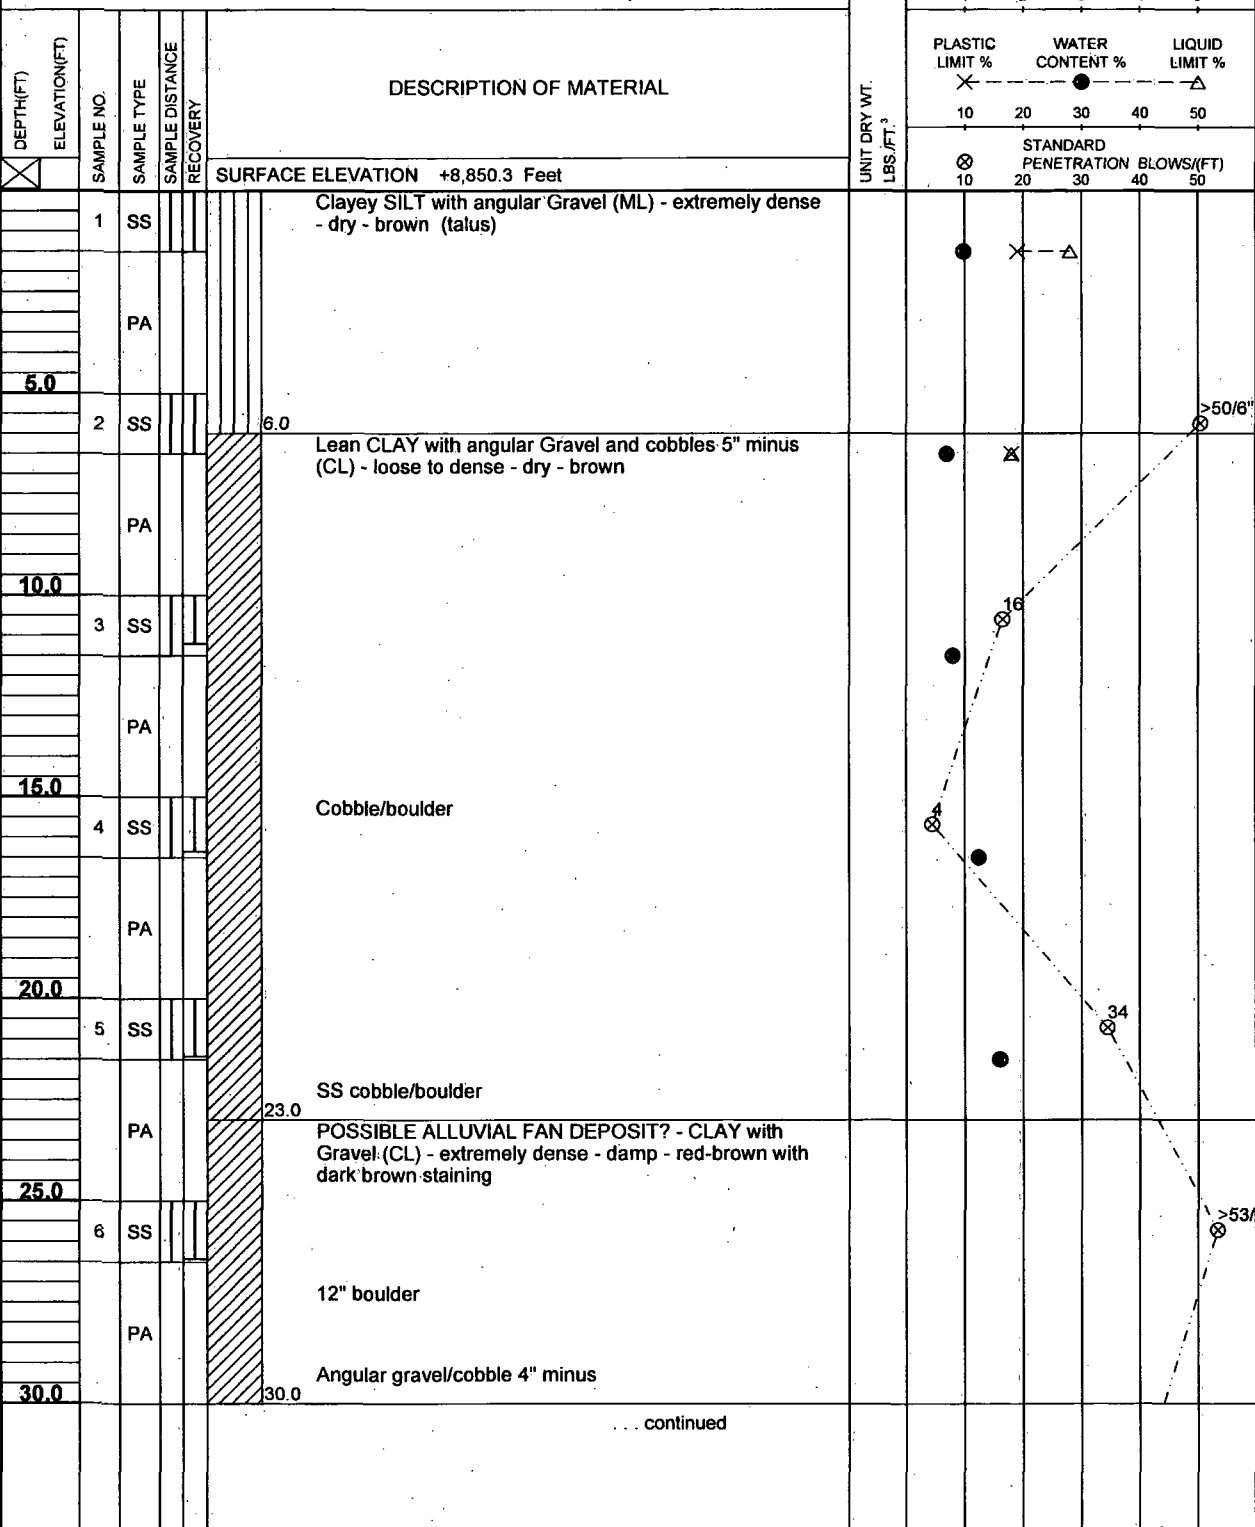 DEPTH(FT)
ELEVATION(FT)
SAMPLE NO.
SAMPLE TYPE
SAMPLE DISTANCE
RECOVERY
DESCRIPTION OF MATERIAL
SURFACE ELEVATION +8,850.3 Feet
UNIT DRY WT.
LBS./FT.³
PLASTIC LIMIT %
WATER CONTENT %
LIQUID LIMIT %
10 20 30 40 50
STANDARD
PENETRATION BLOWS/(FT)
10 20 30 40 50
1 SS
Clayey SILT with angular Gravel (ML) - extremely dense
- dry - brown (talus)
PA
5.0
2 SS
6.0
>50/6"
Lean CLAY with angular Gravel and cobbles 5" minus
(CL) - loose to dense - dry - brown
PA
10.0
3 SS
16
PA
15.0
4 SS
Cobble/boulder
4
PA
20.0
5 SS
34
SS cobble/boulder
23.0
PA
POSSIBLE ALLUVIAL FAN DEPOSIT? - CLAY with
Gravel (CL) - extremely dense - damp - red-brown with
dark brown staining
25.0
6 SS
>53/
12" boulder
PA
Angular gravel/cobble 4" minus
30.0
30.0
... continued